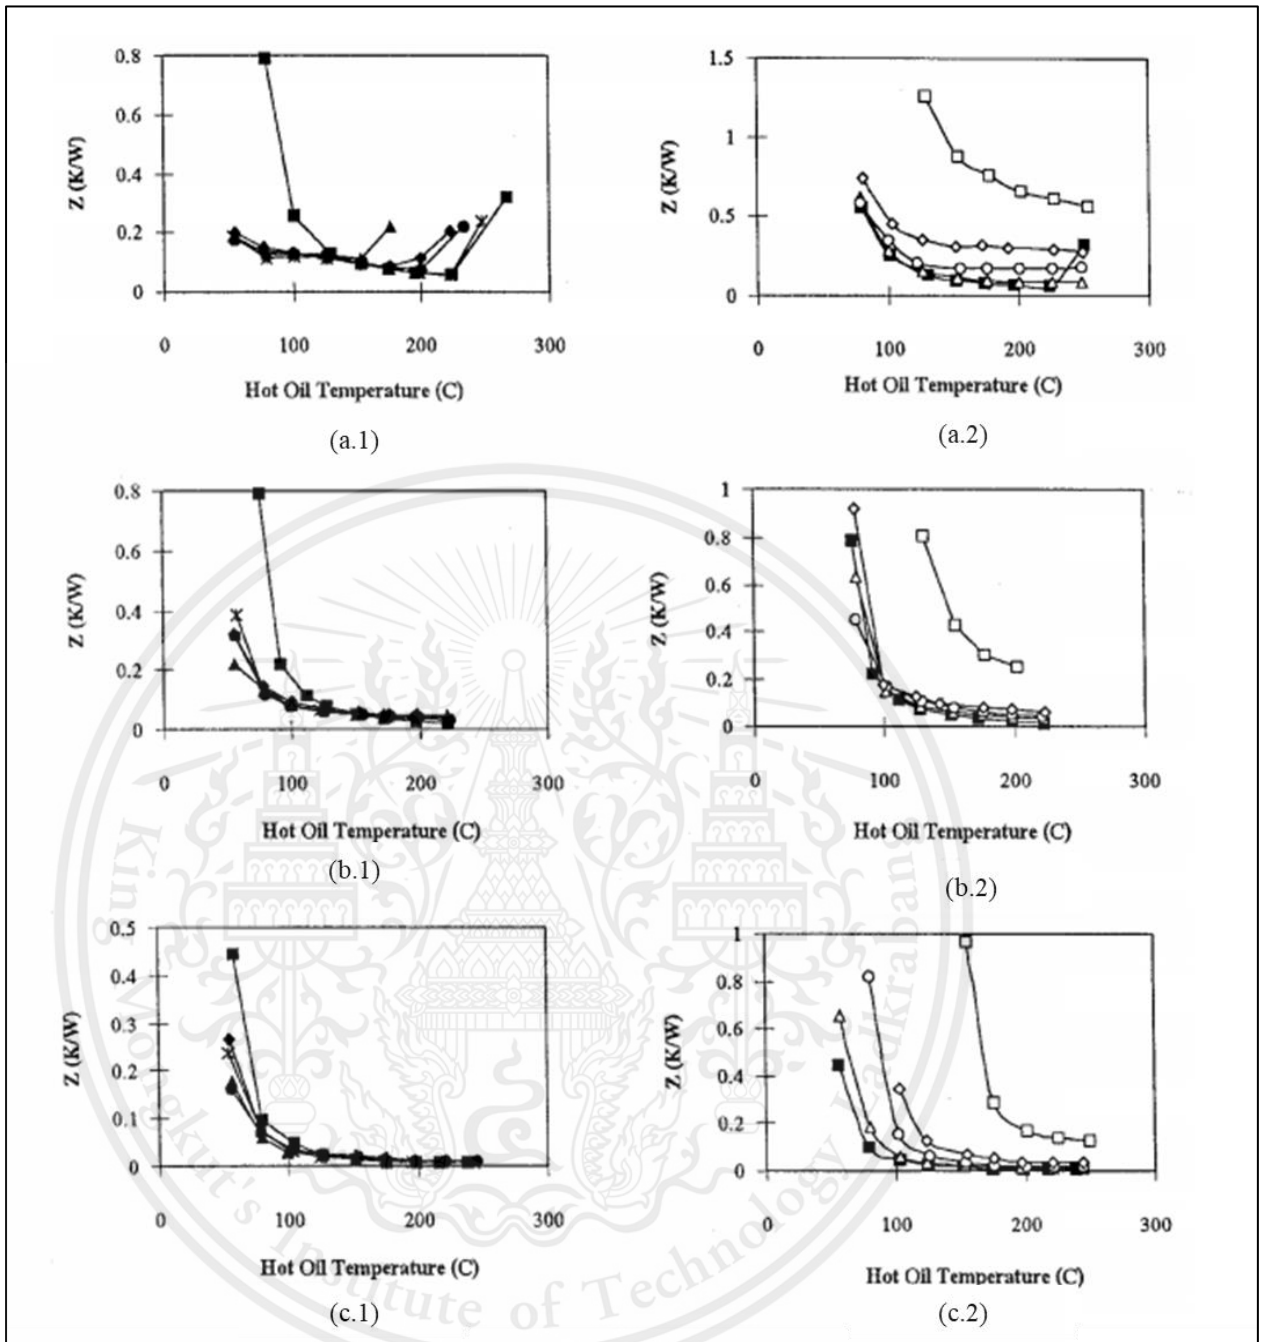 0.8
0.6
0.4
0.2
0
Z (K/W)
0 100 200 300
Hot Oil Temperature (C)
(a.1)
1.5
1
0.5
0
Z (K/W)
0 100 200 300
Hot Oil Temperature (C)
(a.2)
0.8
0.6
0.4
0.2
0
Z (K/W)
0 100 200 300
Hot Oil Temperature (C)
(b.1)
1
0.8
0.6
0.4
0.2
0
Z (K/W)
0 100 200 300
Hot Oil Temperature (C)
(b.2)
0.5
0.4
0.3
0.2
0.1
0
Z (K/W)
0 100 200 300
Hot Oil Temperature (C)
(c.1)
1
0.8
0.6
0.4
0.2
0
Z (K/W)
0 100 200 300
Hot Oil Temperature (C)
(c.2)
King Mongkut's Institute of Technology Ladkrabang